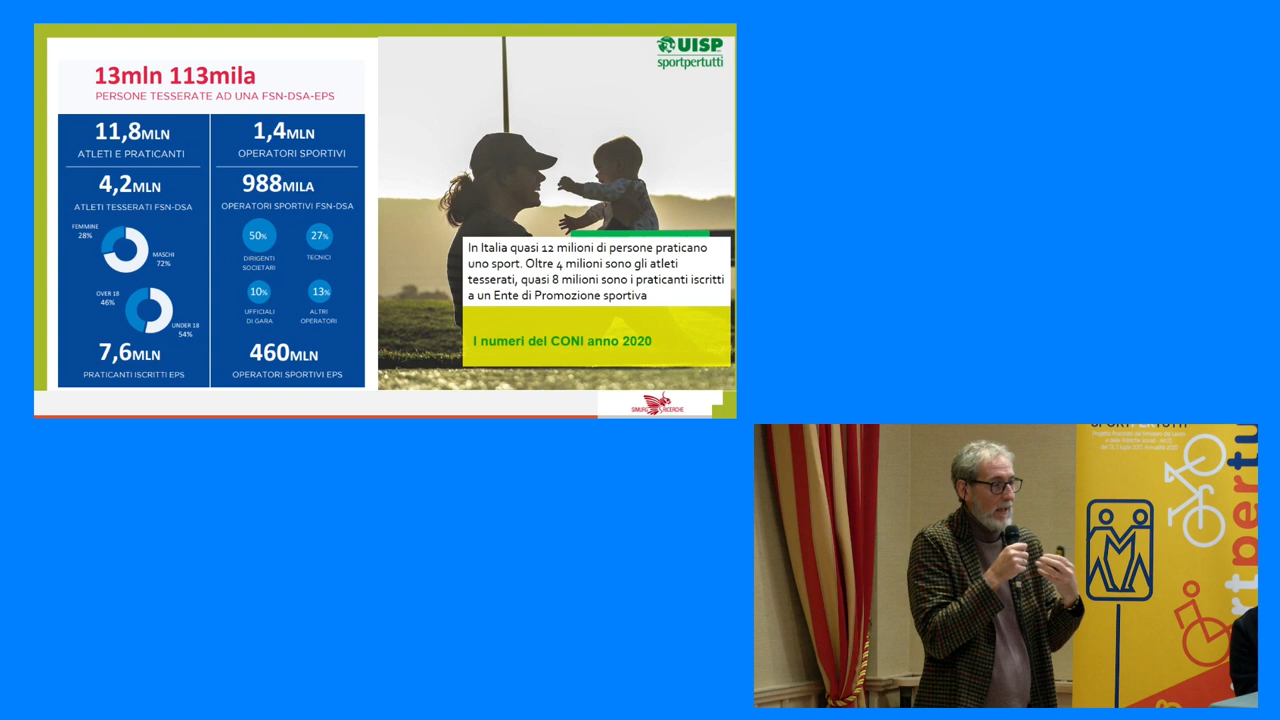 13mln 113mila
PERSONE TESSERATE AD UNA FSN-DSA-EPS
11,8MLN
ATLETI E PRATICANTI
4,2MLN
ATLETI TESSERATI FSN-DSA
FEMMINE
28%
MASCHI
72%
OVER 18
46%
UNDER 18
54%
7,6MLN
PRATICANTI ISCRITTI EPS
1,4MLN
OPERATORI SPORTIVI
988MILA
OPERATORI SPORTIVI FSN-DSA
50%
DIRIGENTI
SOCIETARI
27%
TECNICI
10%
UFFICIALI
DI GARA
13%
ALTRI
OPERATORI
460MLN
OPERATORI SPORTIVI EPS
UISP
sportpertutti
In Italia quasi 12 milioni di persone praticano
uno sport. Oltre 4 milioni sono gli atleti
tesserati, quasi 8 milioni sono i praticanti iscritti
a un Ente di Promozione sportiva
I numeri del CONI anno 2020
SIMURG RICERCHE
rtpertu